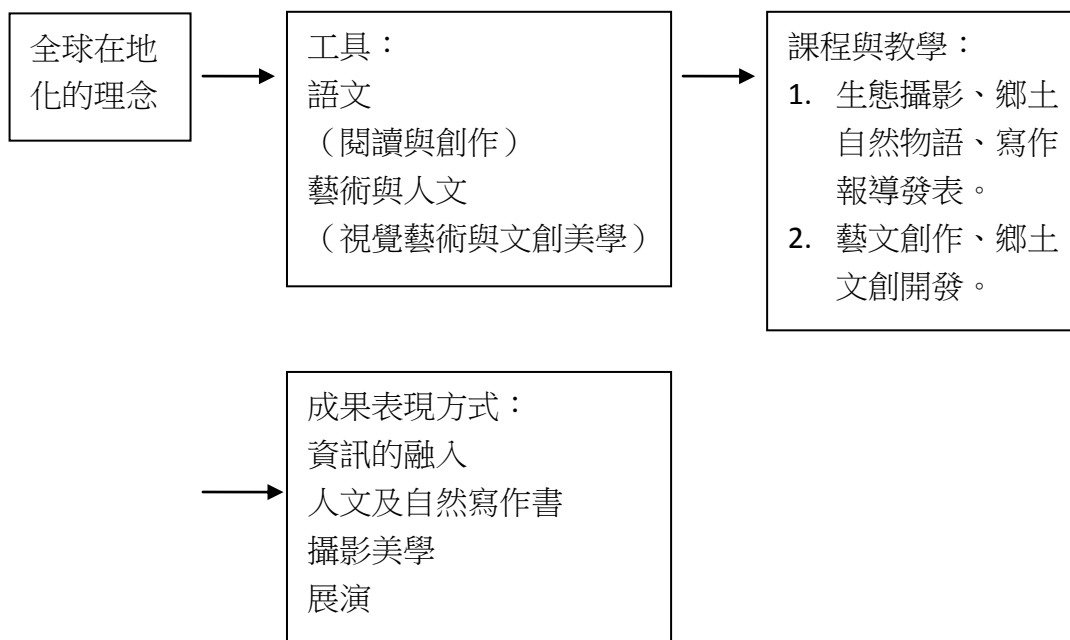 全球在地
化的理念
工具：
語文
（閱讀與創作）
藝術與人文
（視覺藝術與文創美學）
課程與教學：
1. 生態攝影、鄉土
自然物語、寫作
報導發表。
2. 藝文創作、鄉土
文創開發。
成果表現方式：
資訊的融入
人文及自然寫作書
攝影美學
展演